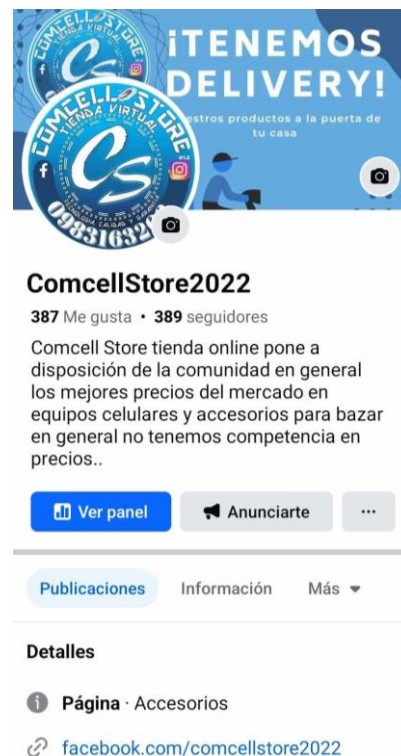 ¡TENEMOS
DELIVERY!
estros productos a la puerta de
tu casa
COMCELL STORE
TIENDA VIRTUAL
CS
ComcellStore2022
387 Me gusta • 389 seguidores
Comcell Store tienda online pone a
disposición de la comunidad en general
los mejores precios del mercado en
equipos celulares y accesorios para bazar
en general no tenemos competencia en
precios..
Ver panel
Anunciarte
...
Publicaciones
Información
Más
Detalles
Página · Accesorios
facebook.com/comcellstore2022